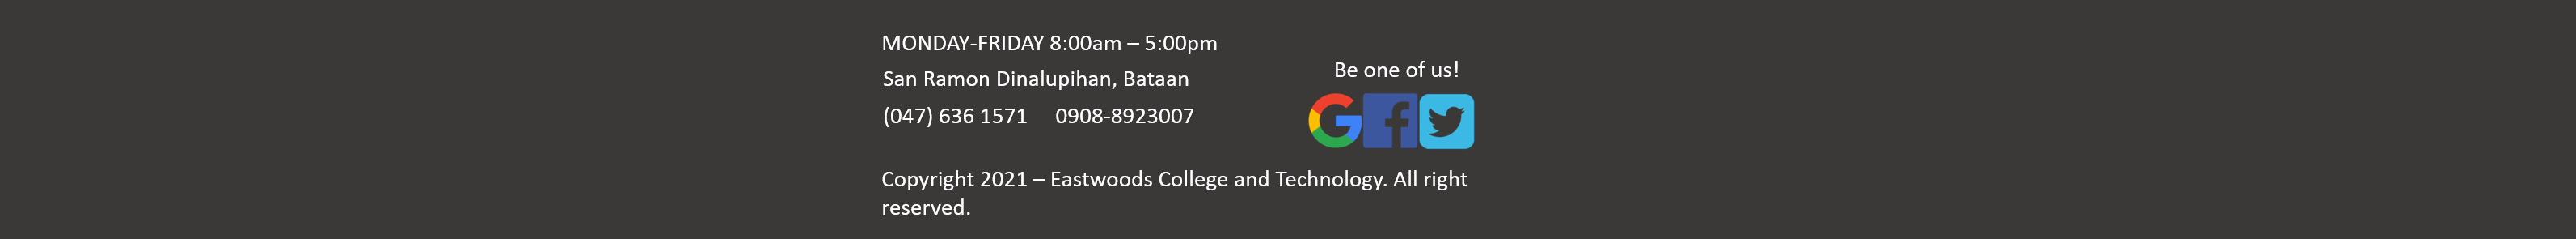 MONDAY-FRIDAY 8:00am – 5:00pm
San Ramon Dinalupihan, Bataan
(047) 636 1571 0908-8923007
Be one of us!
Copyright 2021 – Eastwoods College and Technology. All right
reserved.